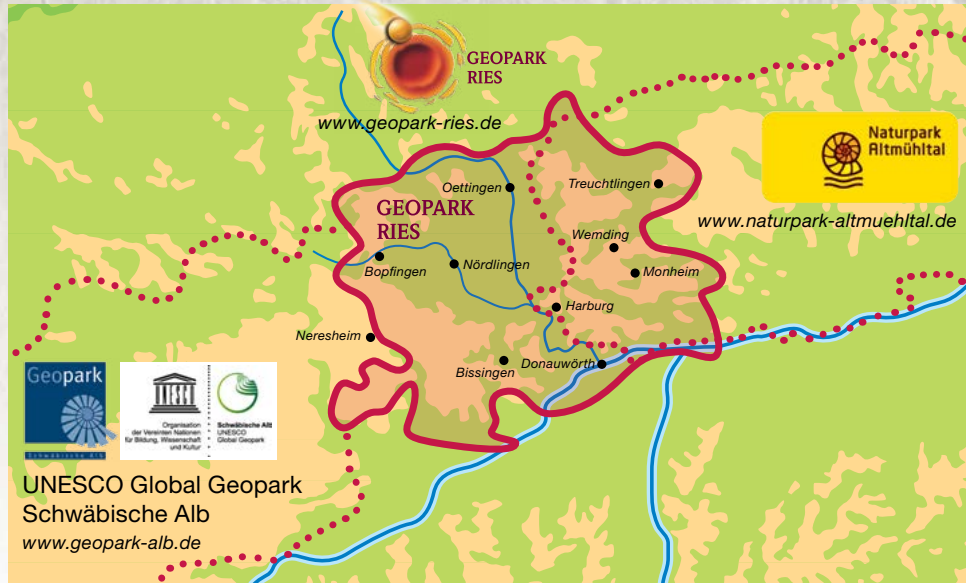 GEOPARK
RIES
www.geopark-ries.de
Naturpark
Altmühltal
www.naturpark-altmuehltal.de
Oettingen
Treuchtlingen
GEOPARK
RIES
Wemding
Bopfingen
Nördlingen
Monheim
Harburg
Neresheim
Bissingen
Donauwörth
Geopark
Schwäbische Alb
Organisation
der Vereinten Nationen
für Bildung, Wissenschaft
und Kultur
Schwäbische Alb
UNESCO
Global Geopark
UNESCO Global Geopark
Schwäbische Alb
www.geopark-alb.de